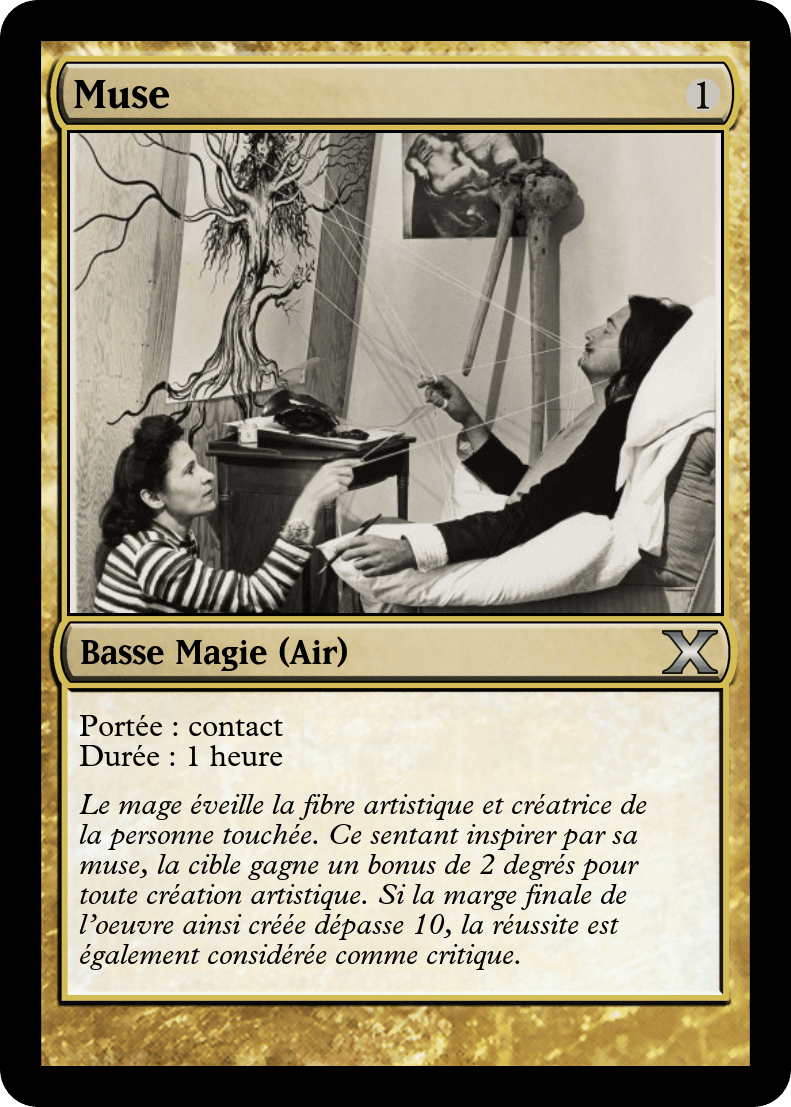 Muse 1
Basse Magie (Air)
Portée : contact
Durée : 1 heure
Le mage éveille la fibre artistique et créatrice de
la personne touchée. Ce sentant inspirer par sa
muse, la cible gagne un bonus de 2 degrés pour
toute création artistique. Si la marge finale de
l'oeuvre ainsi créée dépasse 10, la réussite est
également considérée comme critique.